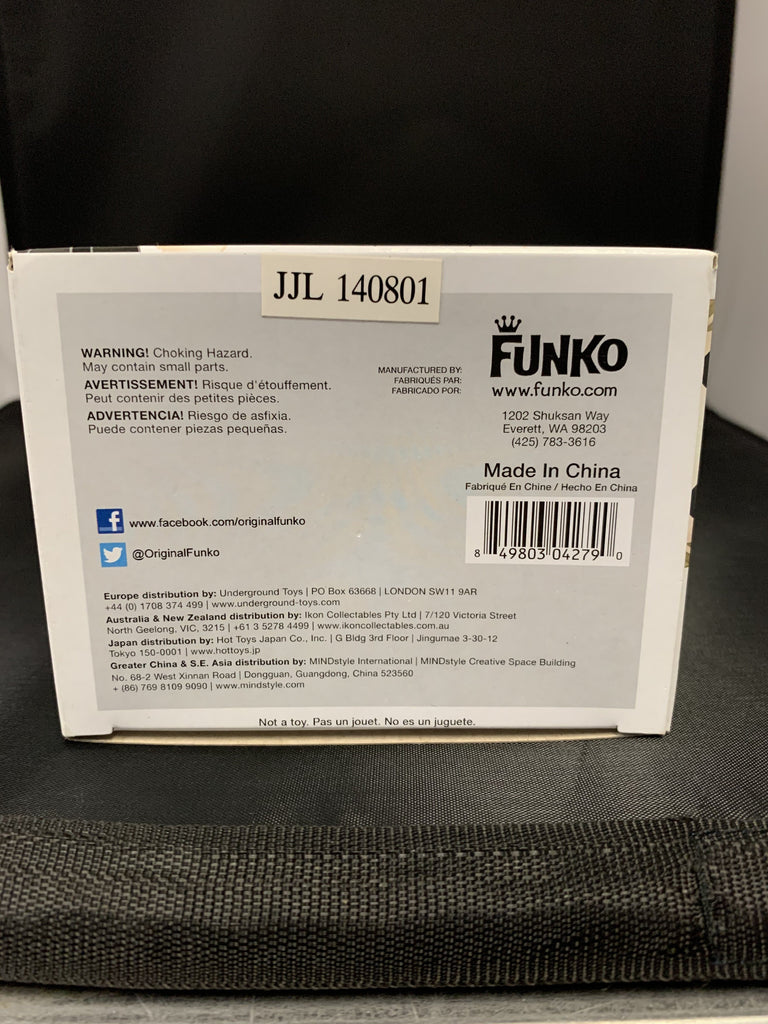 JJL 140801
WARNING! Choking Hazard.
May contain small parts.
AVERTISSEMENT! Risque d'étouffement.
Peut contenir des petites pièces.
ADVERTENCIA! Riesgo de asfixia.
Puede contener piezas pequeñas.
MANUFACTURED BY:
FABRIQUÉS PAR:
FABRICADO POR:
FUNKO
www.funko.com
1202 Shuksan Way
Everett, WA 98203
(425) 783-3616
Made In China
Fabriqué En Chine / Hecho En China
8 49803 04279 0
f www.facebook.com/originalfunko
@OriginalFunko
Europe distribution by: Underground Toys | PO Box 63668 | LONDON SW11 9AR
+44 (0) 1708 374 499 | www.underground-toys.com
Australia & New Zealand distribution by: Ikon Collectables Pty Ltd | 7/120 Victoria Street
North Geelong, VIC, 3215 | +61 3 5278 4499 | www.ikoncollectables.com.au
Japan distribution by: Hot Toys Japan Co., Inc. | G Bldg 3rd Floor | Jingumae 3-30-12
Tokyo 150-0001 | www.hottoys.jp
Greater China & S.E. Asia distribution by: MINDstyle International | MINDstyle Creative Space Building
No. 68-2 West Xinnan Road | Dongguan, Guangdong, China 523560
+ (86) 769 8109 9090 | www.mindstyle.com
Not a toy. Pas un jouet. No es un juguete.